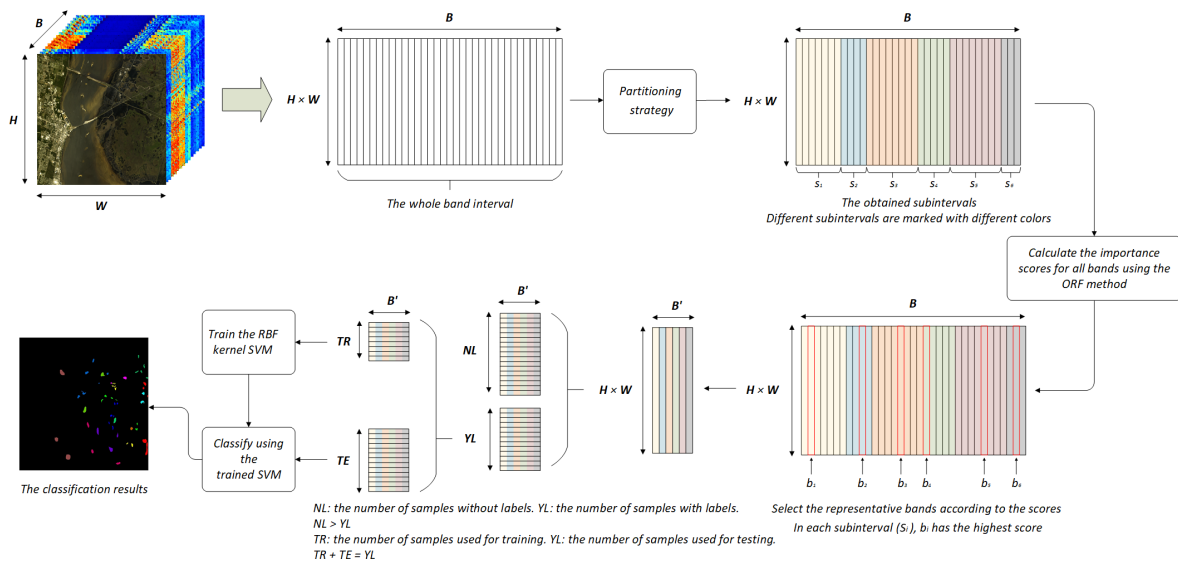 B
H
W
B
H × W
The whole band interval
Partitioning
strategy
B
H × W
S₁ S₂ S₃ S₄ S₅ S₆
The obtained subintervals
Different subintervals are marked with different colors
Calculate the importance
scores for all bands using the
ORF method
B
H × W
b₁ b₂ b₃ b₄ b₅ b₆
Select the representative bands according to the scores
In each subinterval (Sᵢ), bᵢ has the highest score
B'
H × W
B'
NL
YL
B'
TR
TE
Train the RBF
kernel SVM
Classify using
the
trained SVM
The classification results
NL: the number of samples without labels. YL: the number of samples with labels.
NL > YL
TR: the number of samples used for training. YL: the number of samples used for testing.
TR + TE = YL